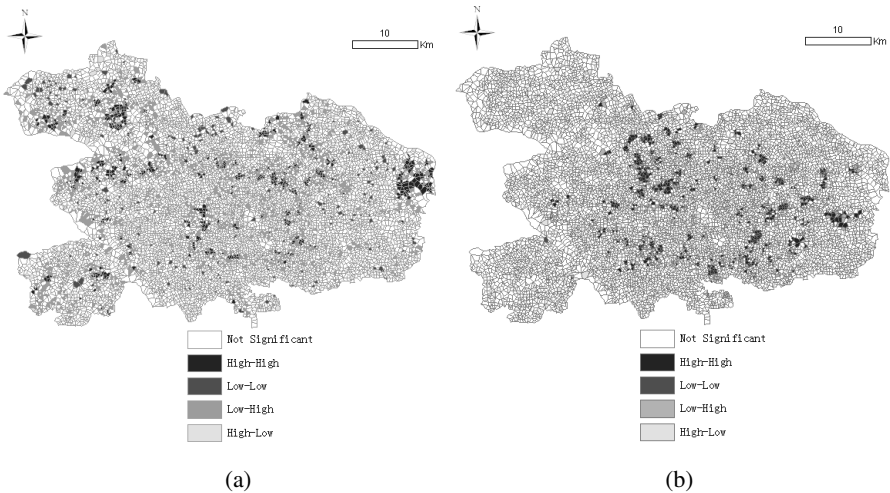 N
10
Km
Not Significant
High-High
Low-Low
Low-High
High-Low
(a)
N
10
Km
Not Significant
High-High
Low-Low
Low-High
High-Low
(b)